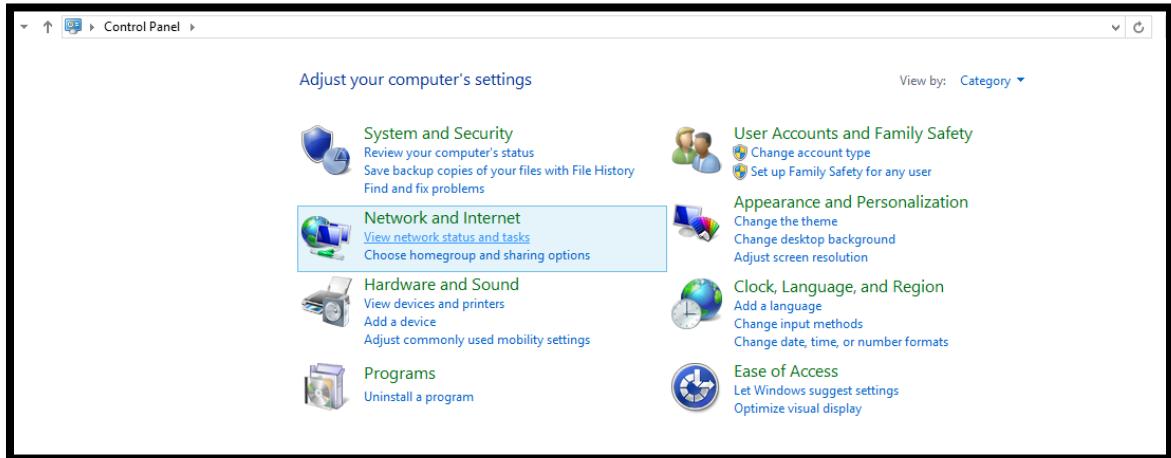 Control Panel
Adjust your computer's settings
View by: Category
System and Security
Review your computer's status
Save backup copies of your files with File History
Find and fix problems
Network and Internet
View network status and tasks
Choose homegroup and sharing options
Hardware and Sound
View devices and printers
Add a device
Adjust commonly used mobility settings
Programs
Uninstall a program
User Accounts and Family Safety
Change account type
Set up Family Safety for any user
Appearance and Personalization
Change the theme
Change desktop background
Adjust screen resolution
Clock, Language, and Region
Add a language
Change input methods
Change date, time, or number formats
Ease of Access
Let Windows suggest settings
Optimize visual display